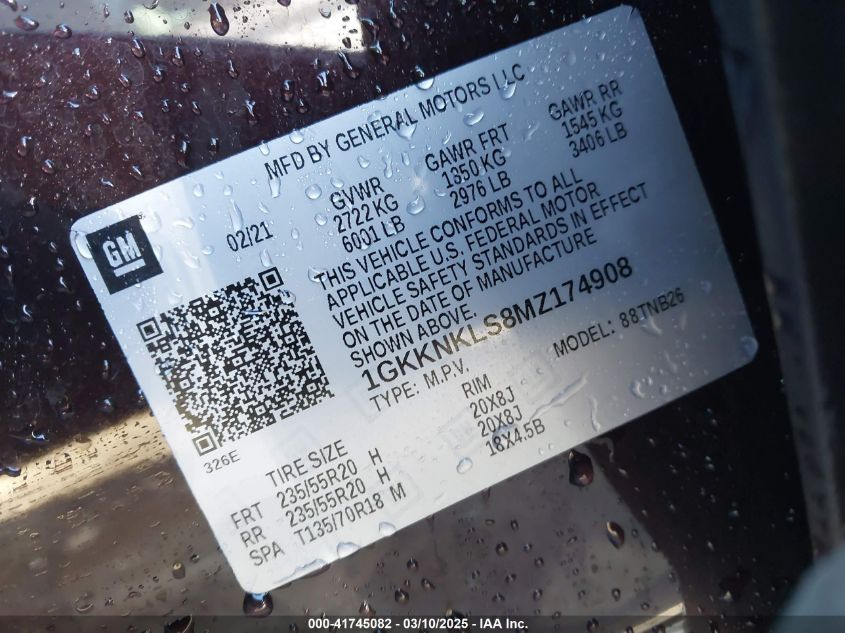 MFD BY GENERAL MOTORS LLC
GM
02/21
GVWR
2722 KG
6001 LB
GAWR FRT
1350 KG
2976 LB
GAWR RR
1545 KG
3406 LB
THIS VEHICLE CONFORMS TO ALL
APPLICABLE U.S. FEDERAL MOTOR
VEHICLE SAFETY STANDARDS IN EFFECT
ON THE DATE OF MANUFACTURE
SHOWN ABOVE.
1GKKNKLS8MZ174908
TYPE: M.P.V.
MODEL: 88TNB26
326E
TIRE SIZE
RIM
FRT 235/55R20 H 20X8J
RR 235/55R20 H 20X8J
SPA T135/70R18 M 18X4.5B
000-41745082 - 03/10/2025 - IAA Inc.